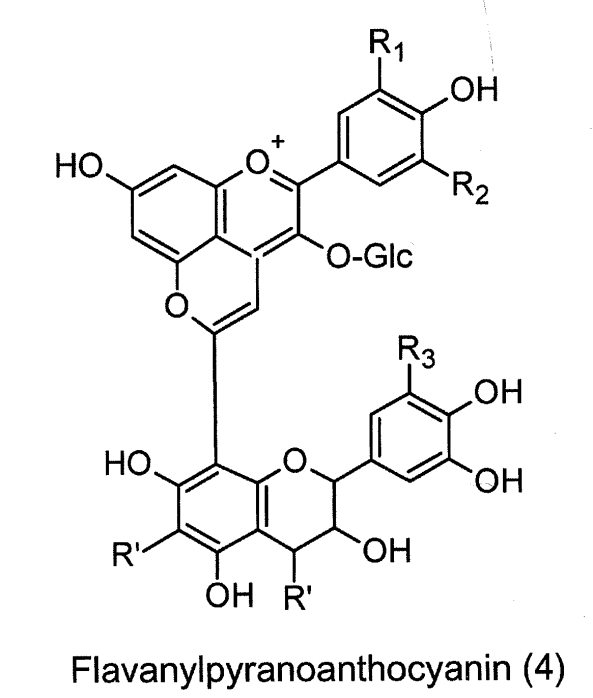 R1
OH
HO
O+
R2
O-Glc
O
R3
OH
HO
O
OH
R'
OH
OH
R'
Flavanylpyranoanthocyanin (4)